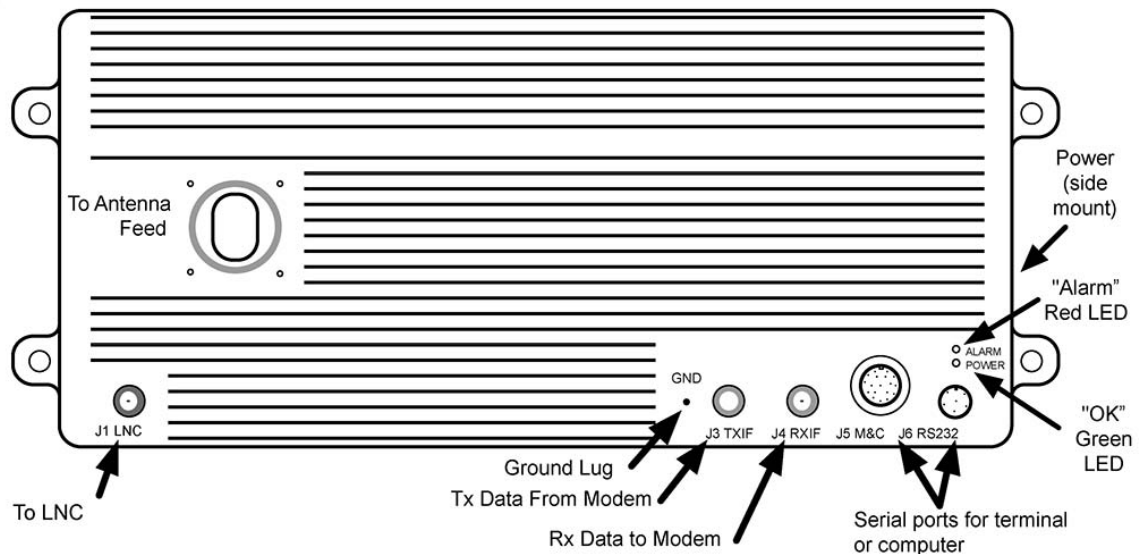 To Antenna
Feed
Power
(side
mount)
"Alarm"
Red LED
ALARM
POWER
GND
J1 LNC
J3 TXIF
J4 RXIF
J5 M&C
J6 RS232
"OK"
Green
LED
Ground Lug
Tx Data From Modem
To LNC
Rx Data to Modem
Serial ports for terminal
or computer